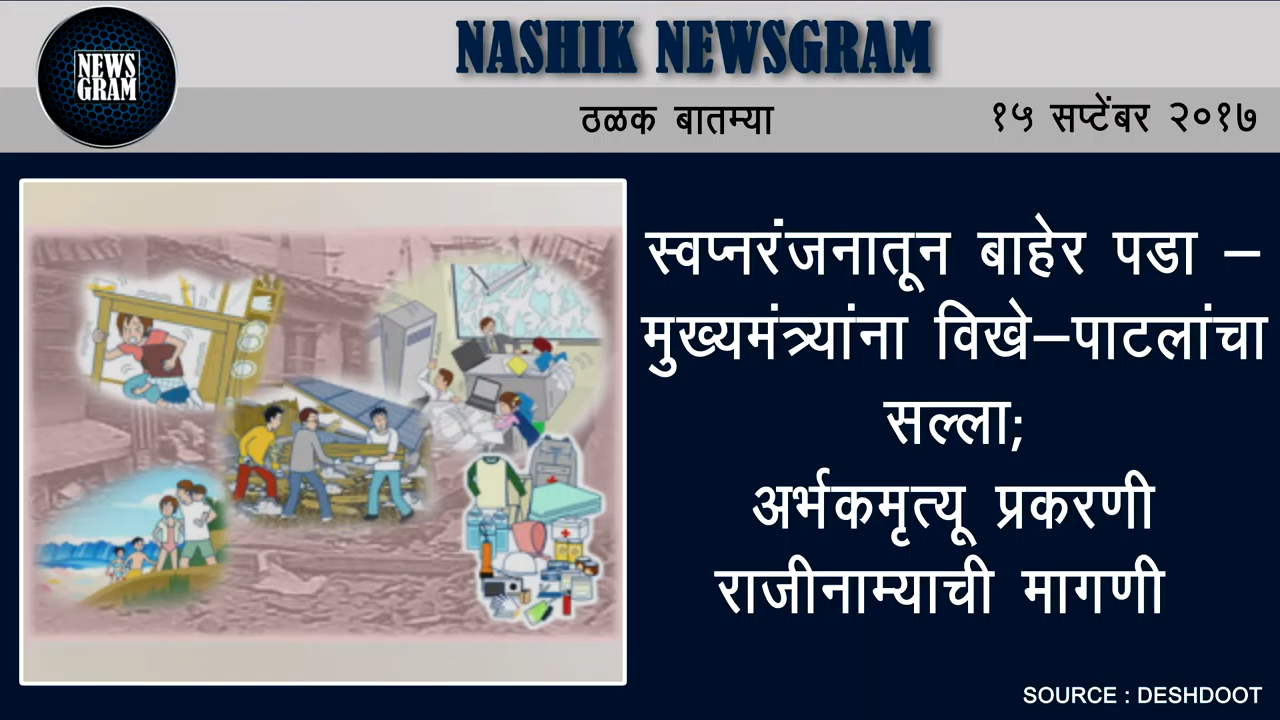 NEWS
GRAM
NASHIK NEWSGRAM
ठळक बातम्या
१५ सप्टेंबर २०१७
स्वप्नरंजनातून बाहेर पडा –
मुख्यमंत्र्यांना विखे–पाटलांचा
सल्ला;
अर्भकमृत्यू प्रकरणी
राजीनाम्याची मागणी
SOURCE : DESHDOOT